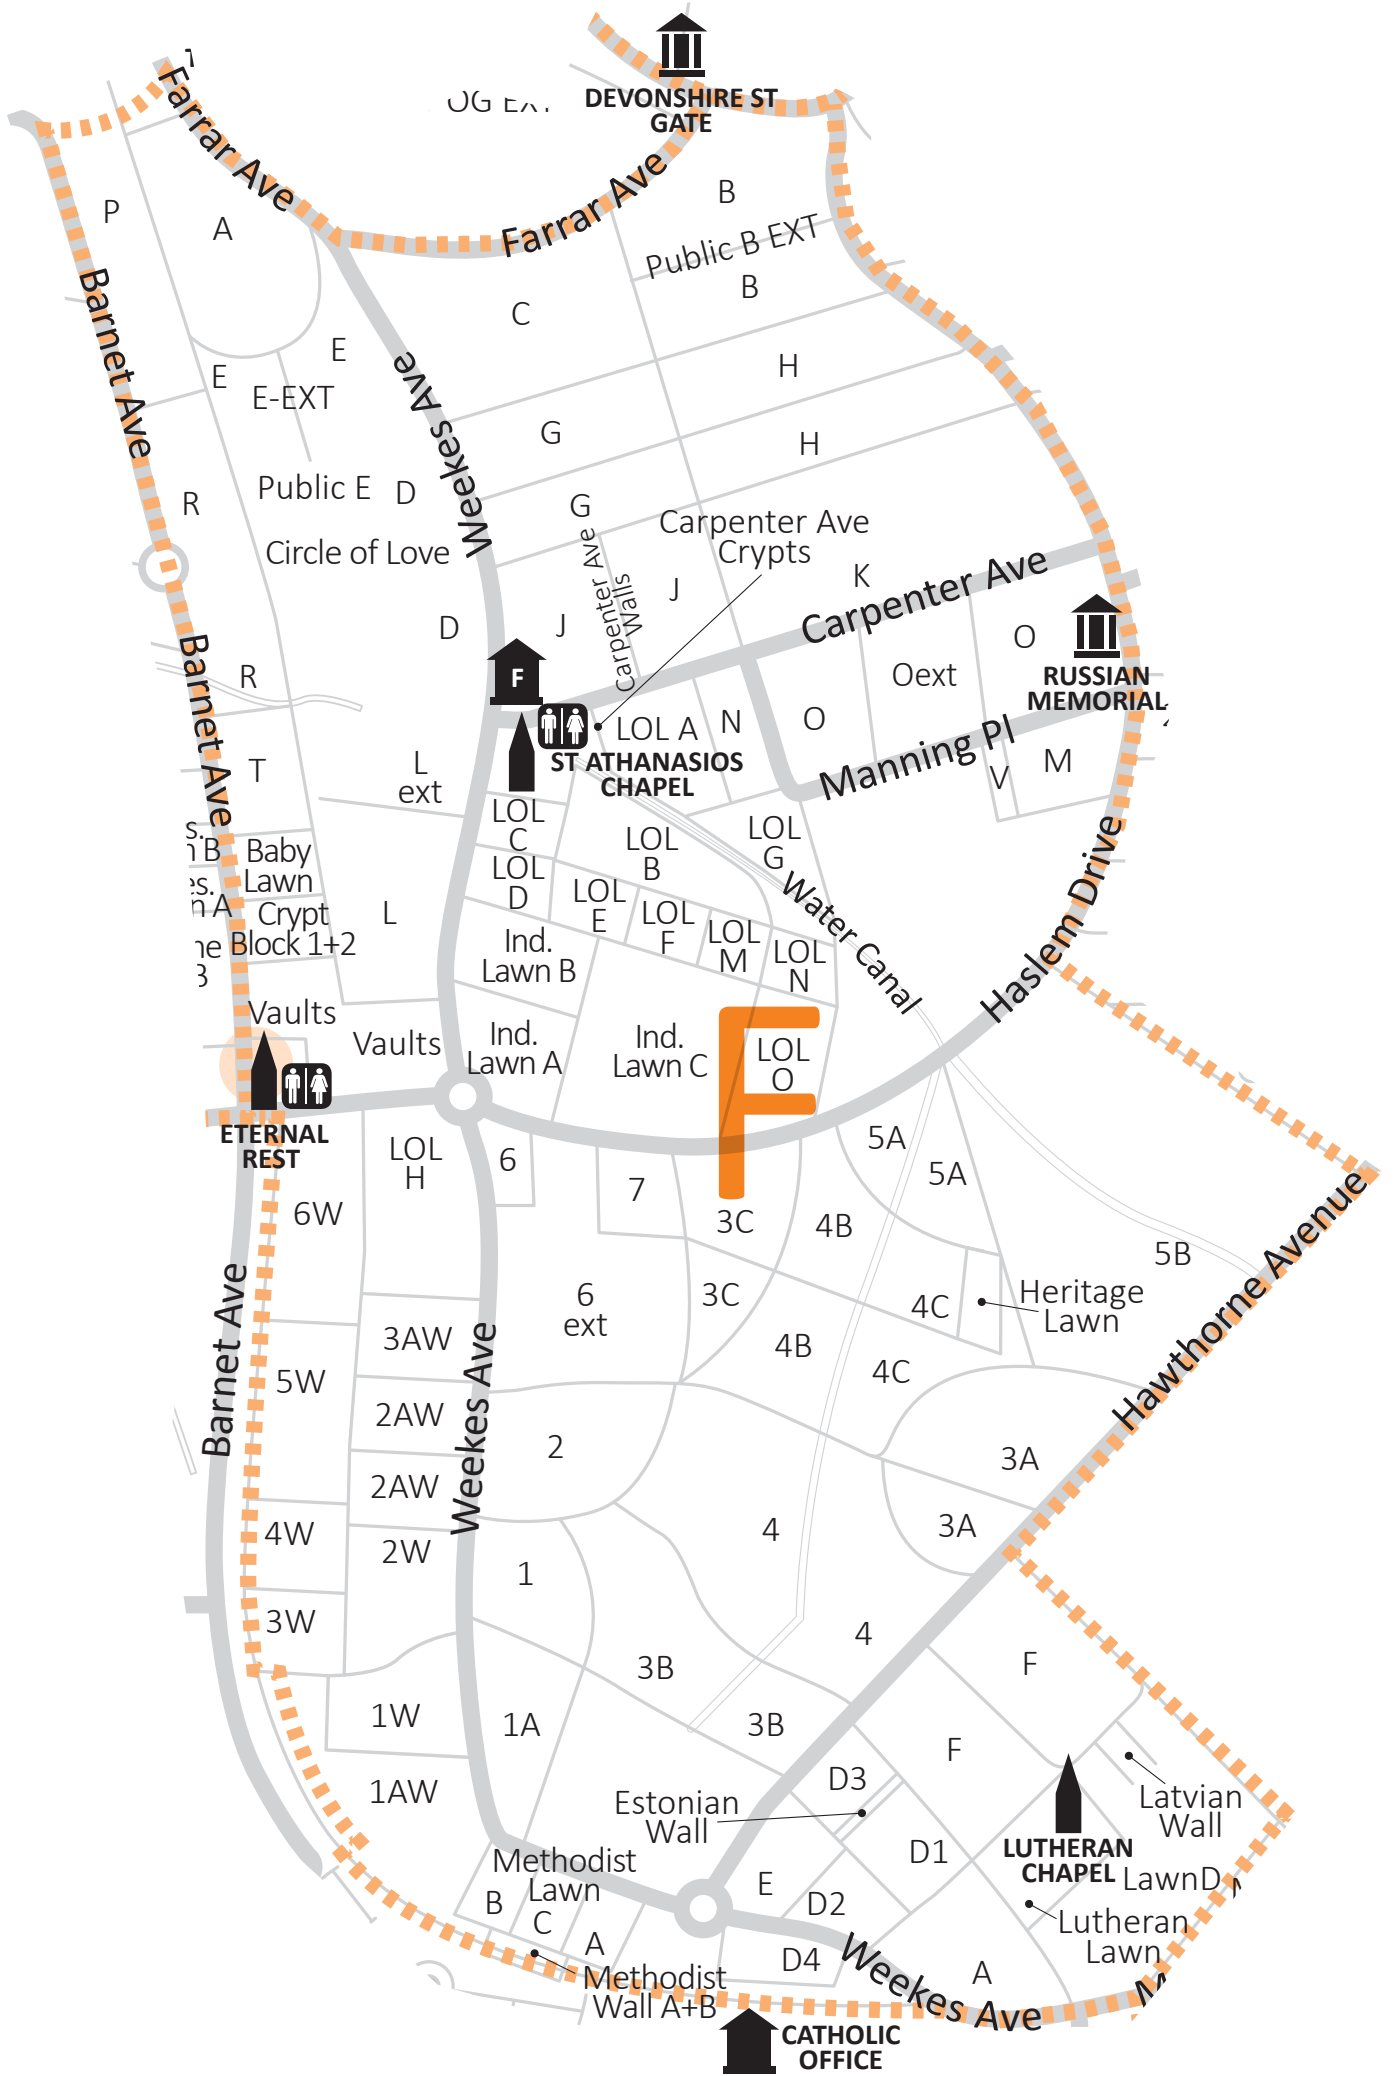 DEVONSHIRE ST
GATE
Farrar Ave
Farrar Ave
B
P
A
Public B EXT
B
C
Barnet Ave
E
E
E-EXT
Weekes Ave
H
G
H
R
Public E
D
G
Carpenter Ave
Crypts
Circle of Love
Carpenter Ave
Walls
K
Carpenter Ave
J
J
D
O
Barnet Ave
R
F
Oext
RUSSIAN
MEMORIAL
LOL A
N
O
ST ATHANASIOS
CHAPEL
Manning Pl
V
M
T
L
ext
LOL
C
LOL
B
LOL
G
Baby
Lawn
LOL
D
LOL
E
LOL
F
LOL
M
LOL
N
Water Canal
Haslem Drive
Crypt
Block 1+2
L
Ind.
Lawn B
Vaults
Vaults
Ind.
Lawn A
Ind.
Lawn C
F
LOL
O
ETERNAL
REST
LOL
H
6
7
5A
5A
6W
3C
4B
5B
Hawthorne Avenue
Barnet Ave
6
ext
3C
4C
Heritage
Lawn
3AW
4B
4C
5W
Weekes Ave
2AW
2
3A
2AW
4W
2W
4
3A
1
3W
4
3B
F
1W
1A
3B
F
1AW
D3
Estonian
Wall
Latvian
Wall
LUTHERAN
CHAPEL
D1
LawnD
Methodist
Lawn
B
C
A
E
D2
Lutheran
Lawn
D4
Weekes Ave
A
Methodist
Wall A+B
CATHOLIC
OFFICE